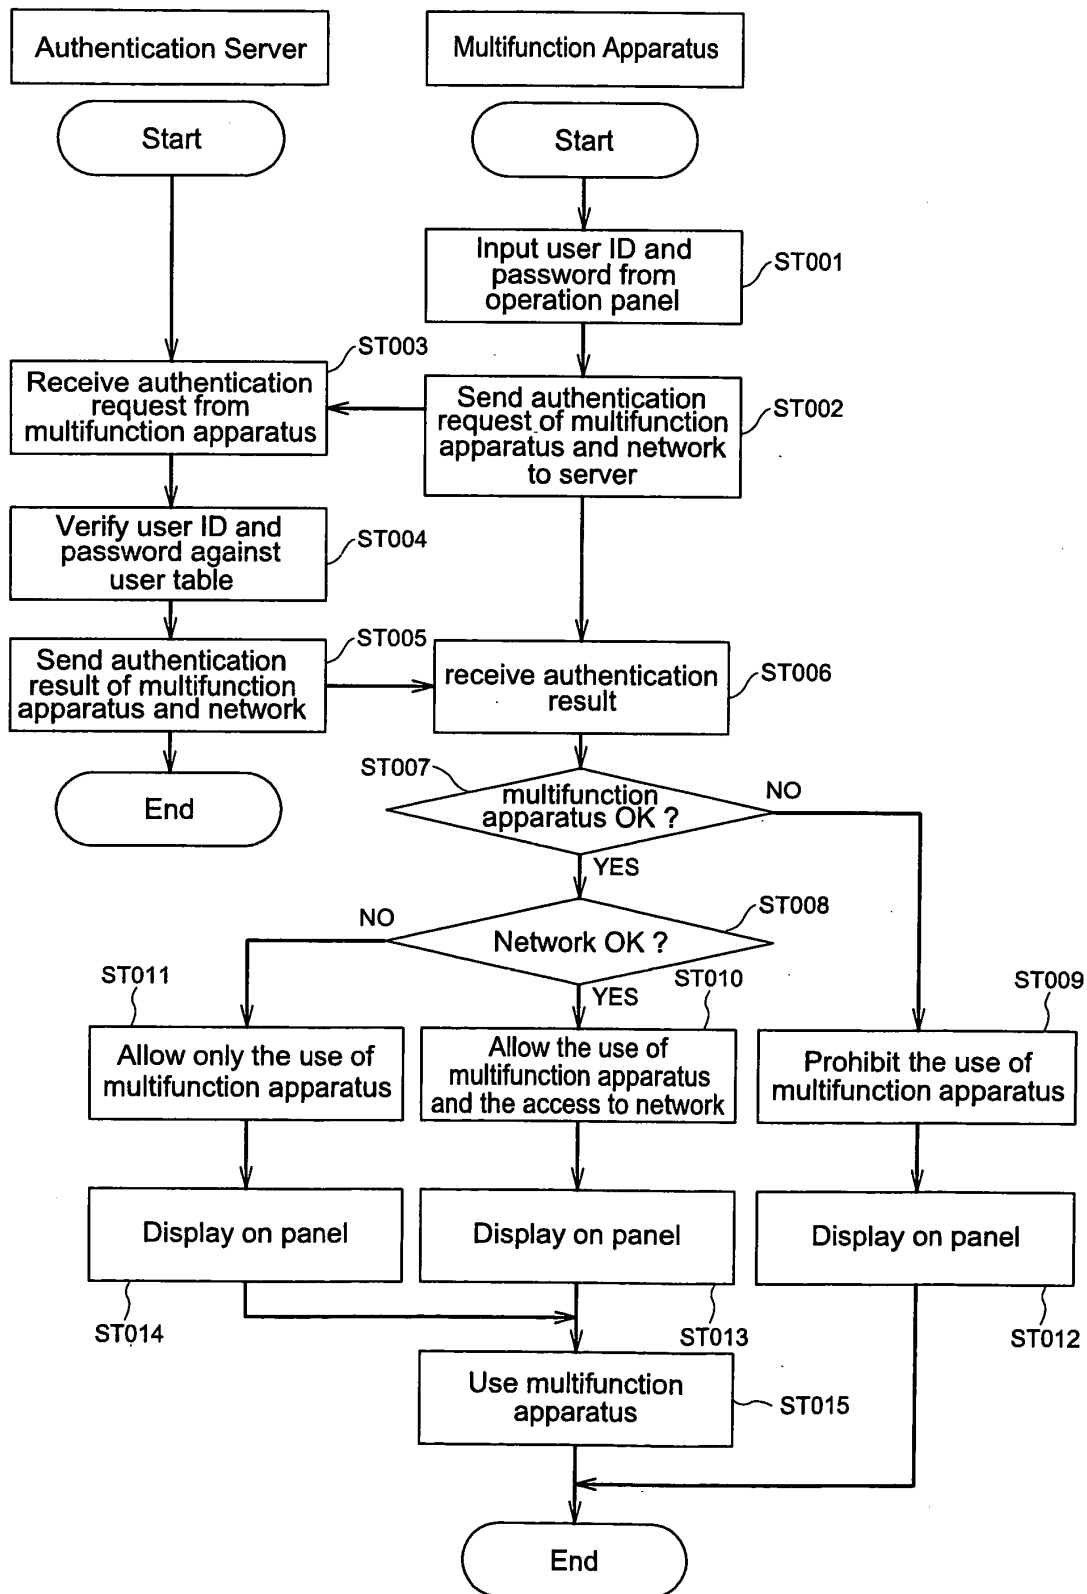 Authentication Server
Multifunction Apparatus
Start
Start
Input user ID and
password from
operation panel
ST001
ST003
Receive authentication
request from
multifunction apparatus
Send authentication
request of multifunction
apparatus and network
to server
ST002
Verify user ID and
password against
user table
ST004
ST005
Send authentication
result of multifunction
apparatus and network
receive authentication
result
ST006
End
ST007
multifunction
apparatus OK ?
NO
YES
ST008
NO
Network OK ?
YES
ST011
ST010
ST009
Allow only the use of
multifunction apparatus
Allow the use of
multifunction apparatus
and the access to network
Prohibit the use of
multifunction apparatus
Display on panel
Display on panel
Display on panel
ST014
ST013
ST012
Use multifunction
apparatus
ST015
End